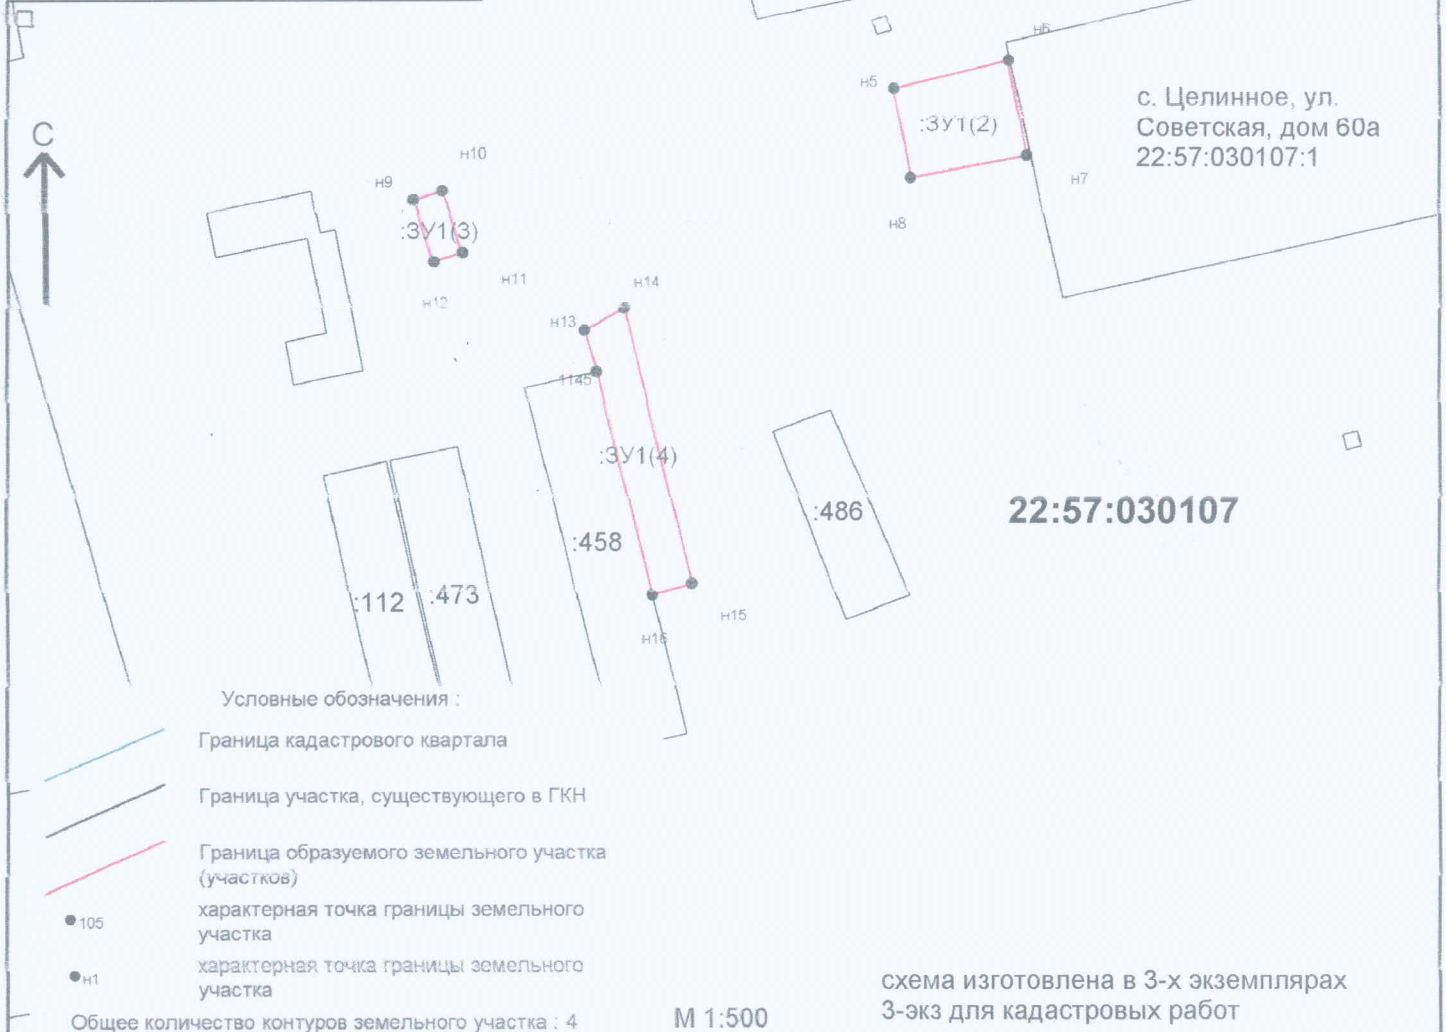 н6
н5
с. Целинное, ул.
Советская, дом 60а
22:57:030107:1
:ЗУ1(2)
С
н10
н9
н7
н8
:ЗУ1(3)
н11
н14
н12
н13
1145
:ЗУ1(4)
:486
22:57:030107
:458
:112
:473
н15
н16
Условные обозначения :
Граница кадастрового квартала
Граница участка, существующего в ГКН
Граница образуемого земельного участка
(участков)
105
характерная точка границы земельного
участка
н1
характерная точка границы земельного
участка
Общее количество контуров земельного участка : 4
М 1:500
схема изготовлена в 3-х экземплярах
3-экз для кадастровых работ